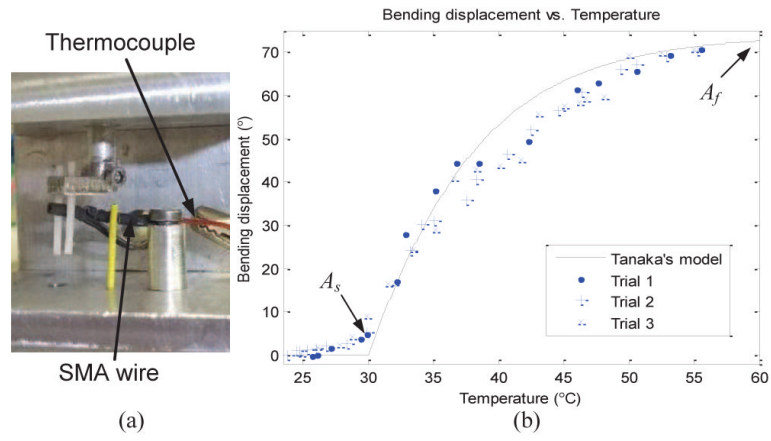 Thermocouple
SMA wire
(a)
Bending displacement vs. Temperature
Bending displacement (°)
70
60
50
40
30
20
10
0
A_s
A_f
Tanaka's model
Trial 1
Trial 2
Trial 3
25 30 35 40 45 50 55 60
Temperature (°C)
(b)